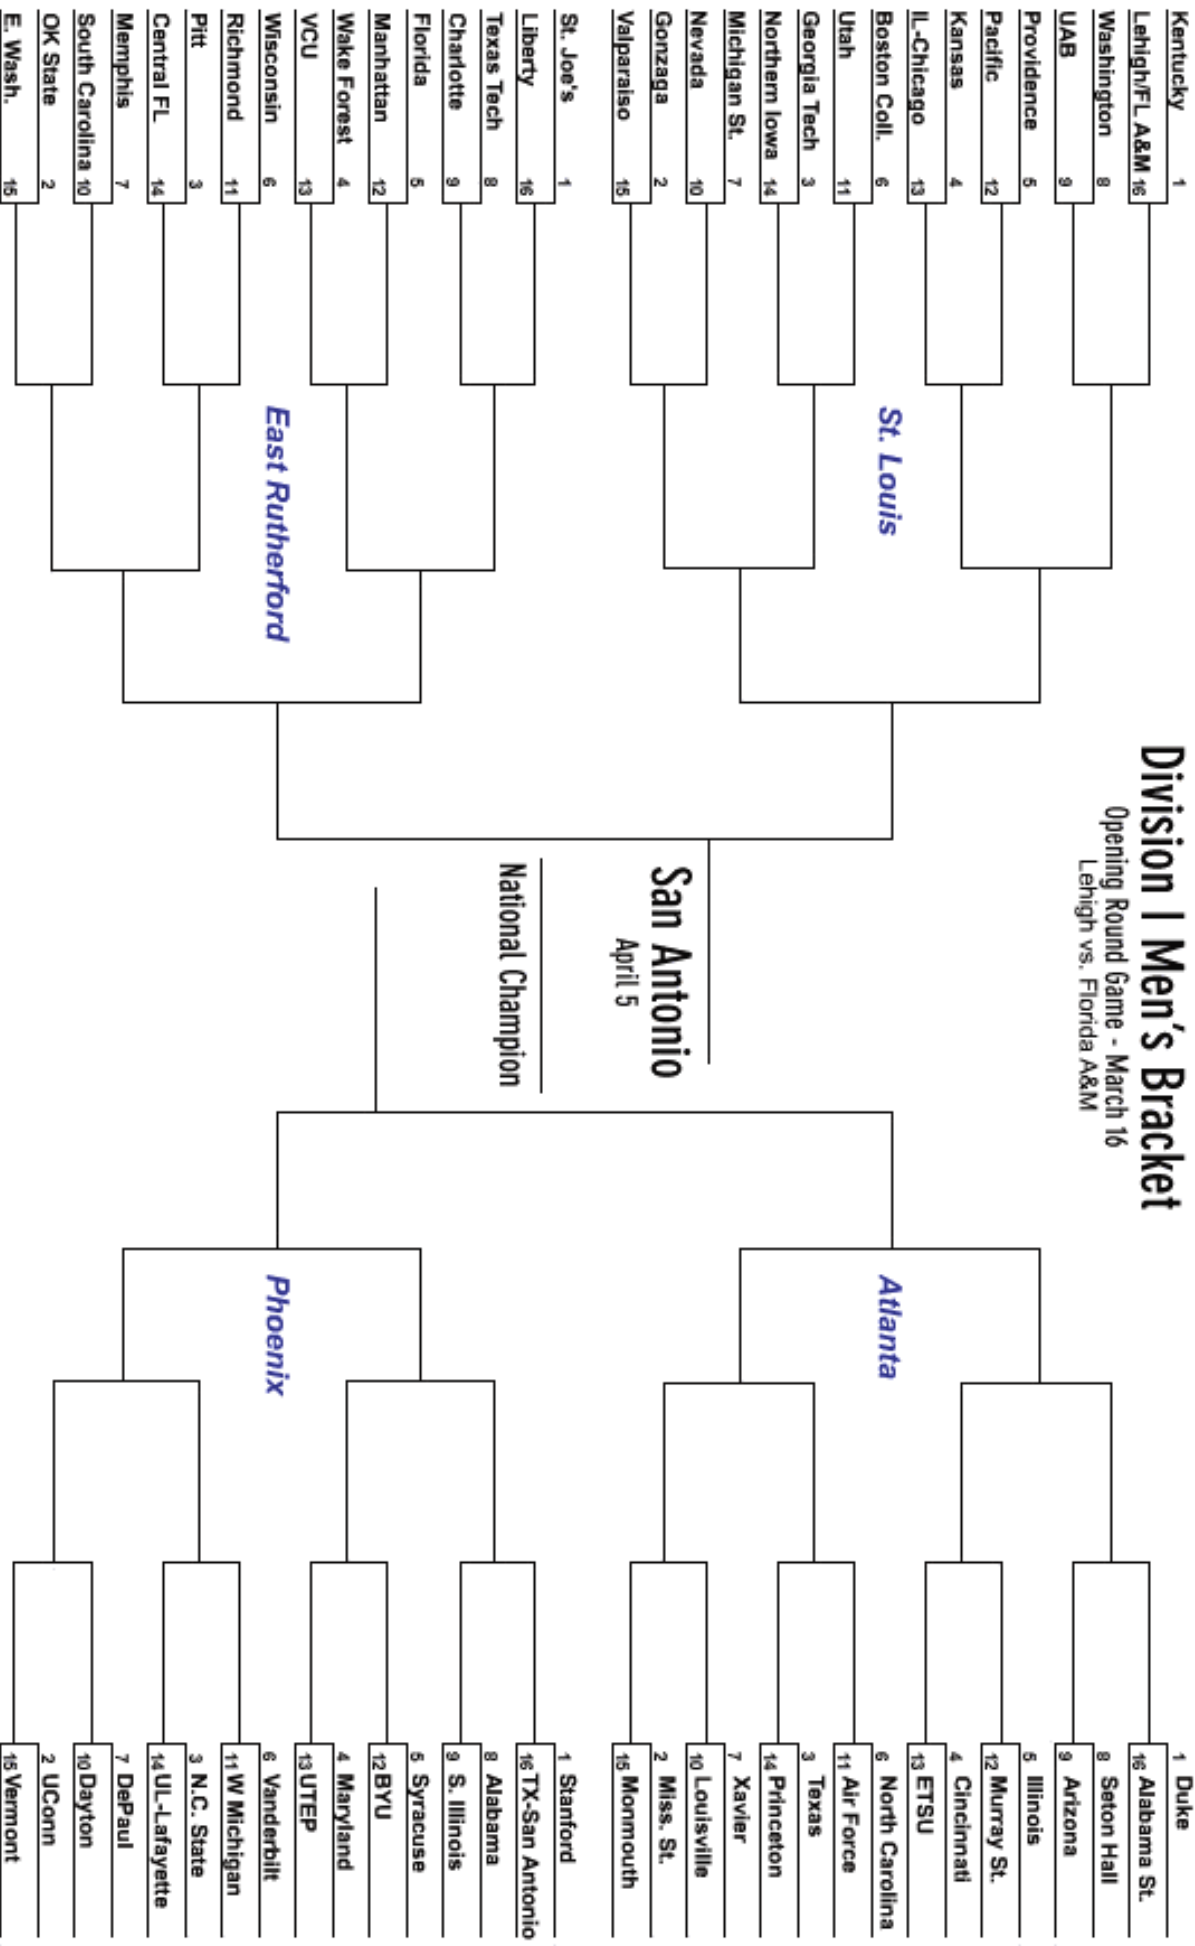 Division I Men's Bracket
Opening Round Game - March 16
Lehigh vs. Florida A&M
Kentucky 1
Lehigh/FL A&M 16
Washington 8
UAB 9
Providence 5
Pacific 12
Kansas 4
IL-Chicago 13
Boston Coll. 6
Utah 11
Georgia Tech 3
Northern Iowa 14
Michigan St. 7
Nevada 10
Gonzaga 2
Valparaiso 15
St. Louis
St. Joe's 1
Liberty 16
Texas Tech 8
Charlotte 9
Florida 5
Manhattan 12
Wake Forest 4
VCU 13
Wisconsin 6
Richmond 11
Pitt 3
Central FL 14
Memphis 7
South Carolina 10
OK State 2
E. Wash. 15
East Rutherford
San Antonio
April 5
National Champion
1 Duke
16 Alabama St.
8 Seton Hall
9 Arizona
5 Illinois
12 Murray St.
4 Cincinnati
13 ETSU
6 North Carolina
11 Air Force
3 Texas
14 Princeton
7 Xavier
10 Louisville
2 Miss. St.
15 Monmouth
Atlanta
1 Stanford
16 TX-San Antonio
8 Alabama
9 S. Illinois
5 Syracuse
12 BYU
4 Maryland
13 UTEP
6 Vanderbilt
11 W Michigan
3 N.C. State
14 UL-Lafayette
7 DePaul
10 Dayton
2 UConn
15 Vermont
Phoenix